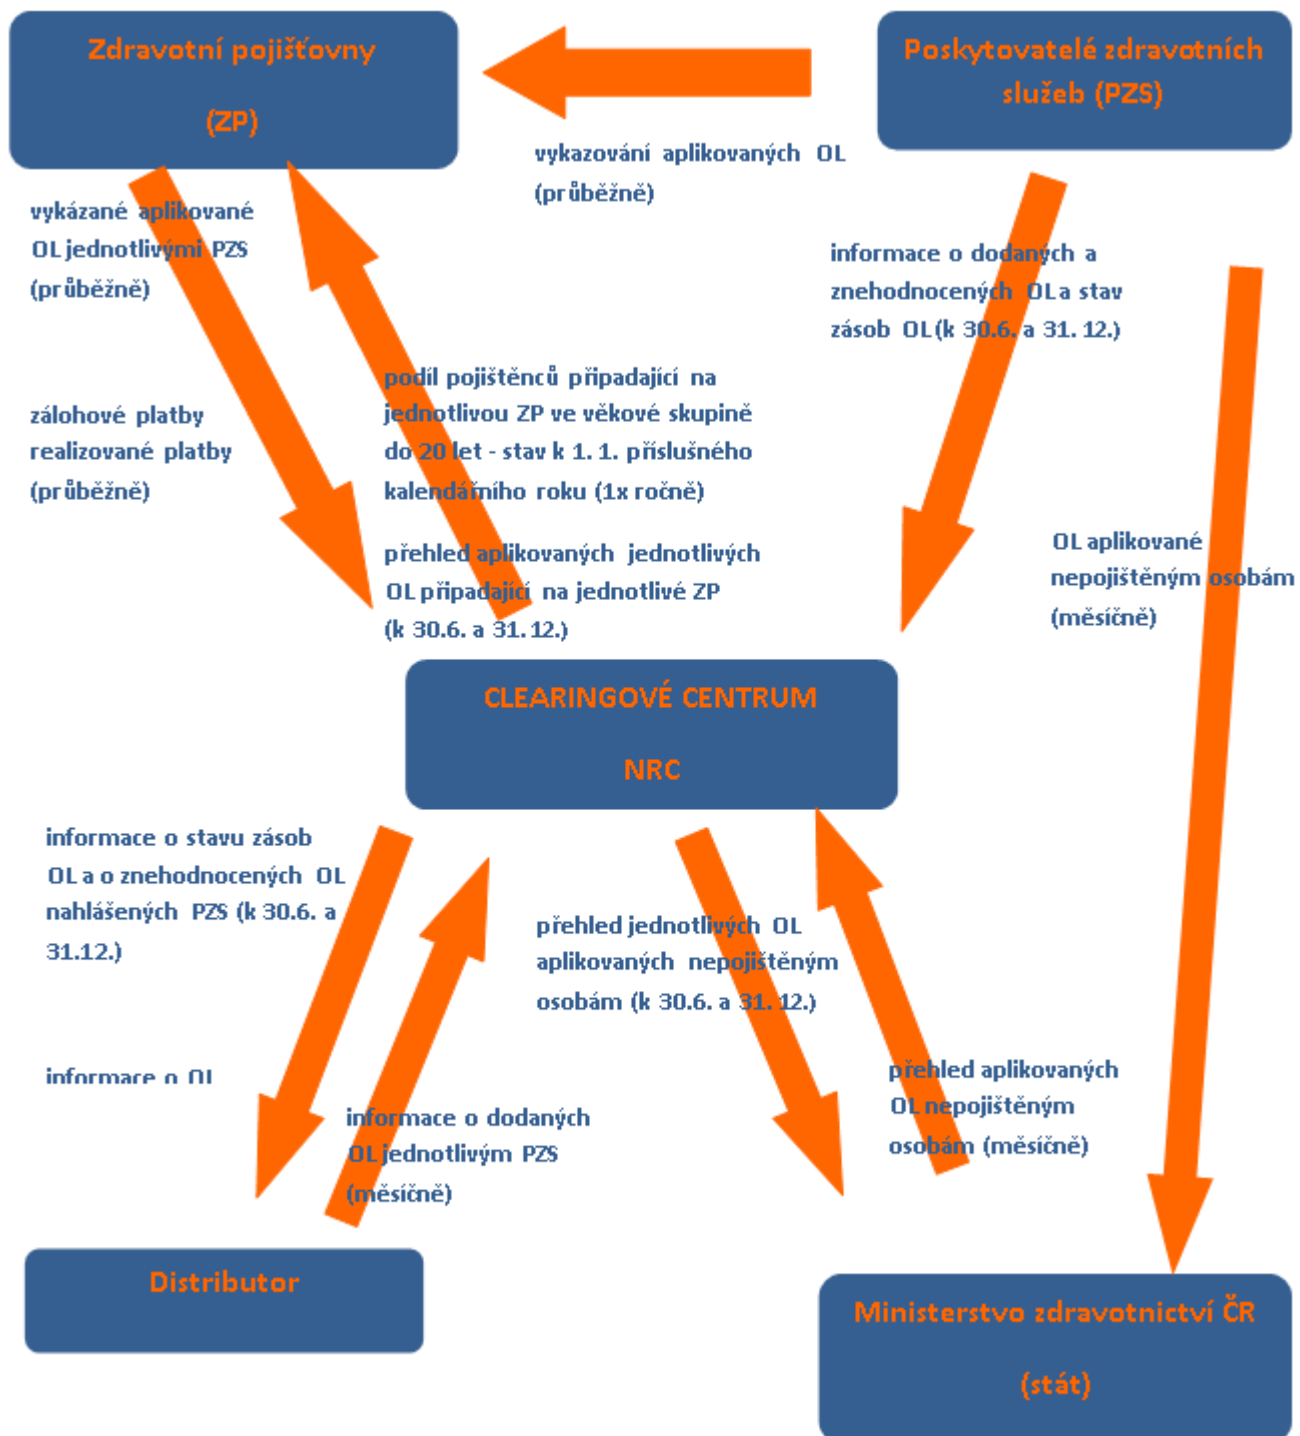 Zdravotní pojišťovny
(ZP)
Poskytovatelé zdravotních
služeb (PZS)
vykazování aplikovaných OL
(průběžně)
vykázané aplikované
OL jednotlivými PZS
(průběžně)
informace o dodaných a
znehodnocených OL a stav
zásob OL (k 30.6. a 31. 12.)
zálohové platby
realizované platby
(průběžně)
podíl pojištěnců připadající na
jednotlivou ZP ve věkové skupině
do 20 let - stav k 1. 1. příslušného
kalendářního roku (1x ročně)
přehled aplikovaných jednotlivých
OL připadající na jednotlivé ZP
(k 30.6. a 31. 12.)
OL aplikované
nepojištěným osobám
(měsíčně)
CLEARINGOVÉ CENTRUM
NRC
informace o stavu zásob
OL a o znehodnocených OL
nahlášených PZS (k 30.6. a
31.12.)
přehled jednotlivých OL
aplikovaných nepojištěným
osobám (k 30.6. a 31. 12.)
informace o OL
informace o dodaných
OL jednotlivým PZS
(měsíčně)
přehled aplikovaných
OL nepojištěným
osobám (měsíčně)
Distributor
Ministerstvo zdravotnictví ČR
(stát)